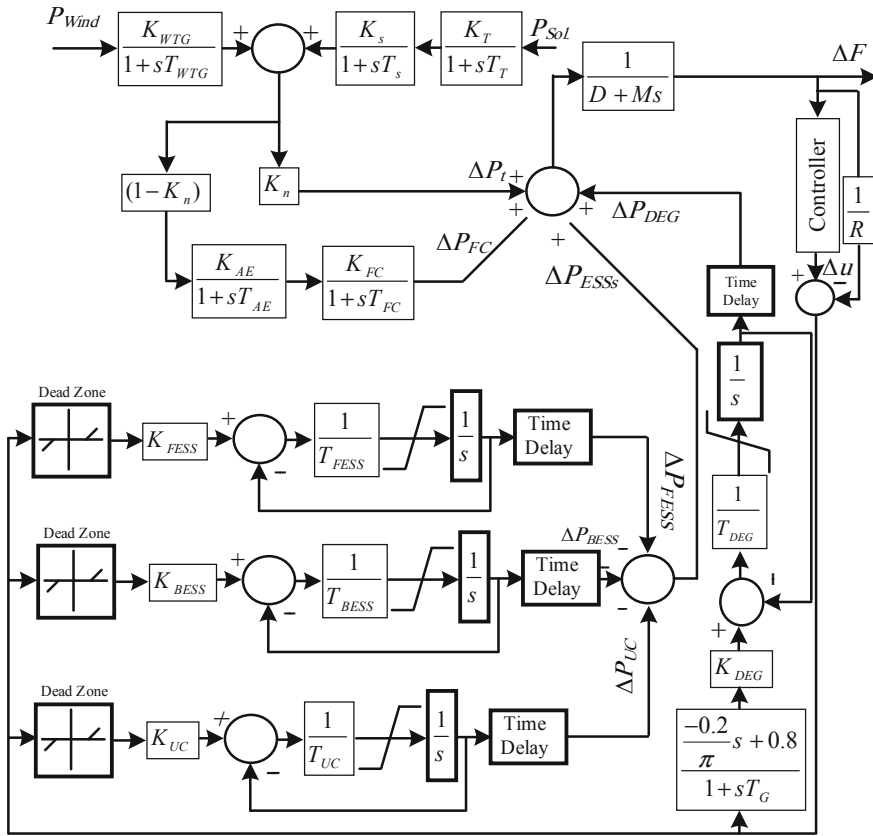 P_Wind
K_WTG / 1 + sT_WTG
+
+
K_s / 1 + sT_s
K_T / 1 + sT_T
P_Sol.
1 / D + Ms
ΔF
Controller
1 / R
(1 − K_n)
K_n
ΔP_t
+
+
+
+
ΔP_DEG
ΔP_FC
ΔP_ESSs
K_AE / 1 + sT_AE
K_FC / 1 + sT_FC
+
Δu
−
Time Delay
1 / s
Dead Zone
K_FESS
+
−
1 / T_FESS
1 / s
Time Delay
ΔP_FESS
1 / T_DEG
Dead Zone
K_BESS
+
−
1 / T_BESS
1 / s
Time Delay
ΔP_BESS
−
−
−
−
+
K_DEG
Dead Zone
K_UC
+
−
1 / T_UC
1 / s
Time Delay
ΔP_UC
−0.2 / π s + 0.8 / 1 + sT_G